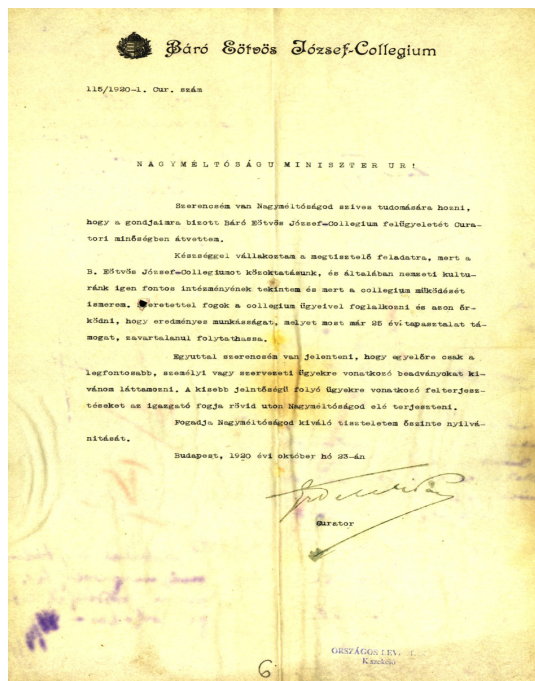 Báró Eötvös József-Collegium
115/1920-1. Cur. szám
NAGYMÉLTÓSÁGU MINISZTER UR!
Szerencsém van Nagyméltóságod szives tudomására hozni,
hogy a gondjaimra bizott Báró Eötvös József-Collegium felügyeletét Cura-
tori minőségben átvettem.
Készséggel vállakoztam a megtisztelő feladatra, mert a
B. Eötvös József-Collegiumot közoktatásunk, és általában nemzeti kultu-
ránk igen fontos intézményének tekintem és mert a collegium működését
ismerem. Szeretettel fogok a collegium ügyeivel foglalkozni és azon őr-
ködni, hogy eredményes munkásságat, melyet most már 25 évi tapasztalat tá-
mogat, zavartalanul folytathassa.
Egyuttal szerencsém van jelenteni, hogy egyelőre csak a
legfontosabb, személyi vagy szervezeti ügyekre vonatkozó beadványokat ki-
vánom láttamozni. A kisebb jelntőségü folyó ügyekre vonatkozó felterjesz-
téseket az igazgató fogja rövid uton Nagyméltóságod elé terjeszteni.
Fogadja Nagyméltóságod kiváló tiszteletem őszinte nyilvá-
nitását.
Budapest, 1920 évi október hó 23-án
Curator
ORSZÁGOS LEV
6